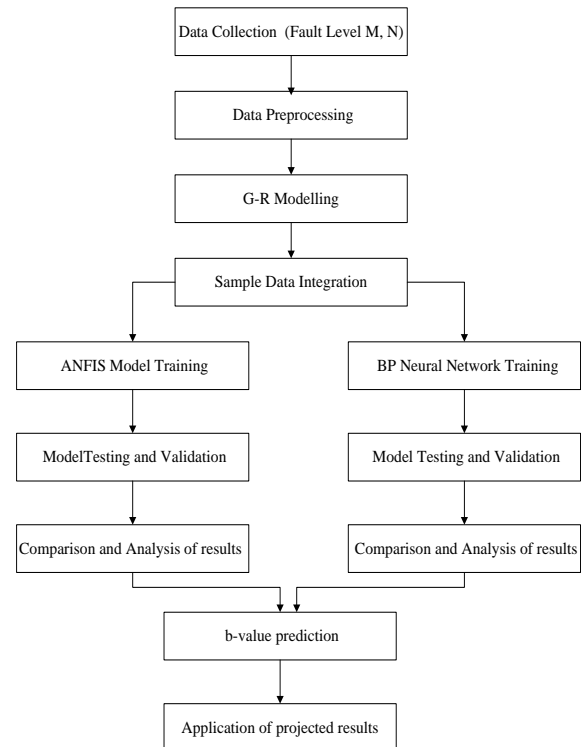 Data Collection (Fault Level M, N)
Data Preprocessing
G-R Modelling
Sample Data Integration
ANFIS Model Training
BP Neural Network Training
ModelTesting and Validation
Model Testing and Validation
Comparison and Analysis of results
Comparison and Analysis of results
b-value prediction
Application of projected results